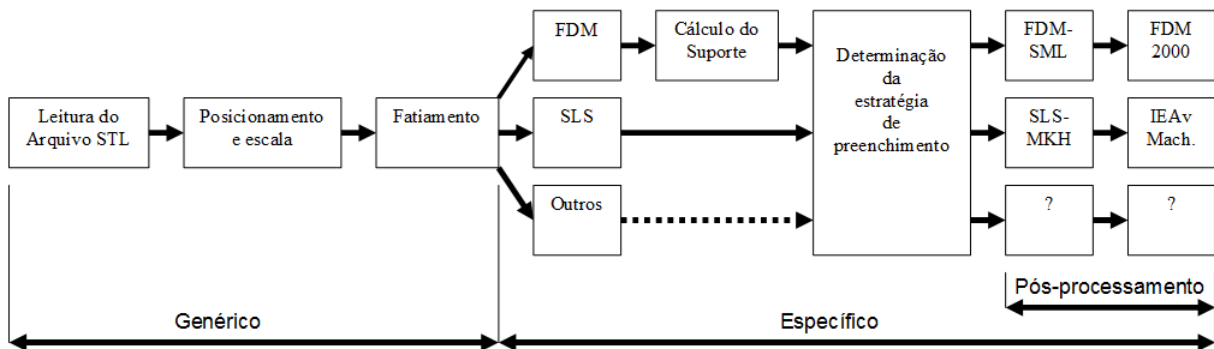 Leitura do
Arquivo STL
Posicionamento
e escala
Fatiamento
FDM
Cálculo do
Suporte
SLS
Outros
Determinação
da
estratégia
de
preenchimento
FDM-
SML
FDM
2000
SLS-
MKH
IEAv
Mach.
?
?
Pós-processamento
Genérico
Específico